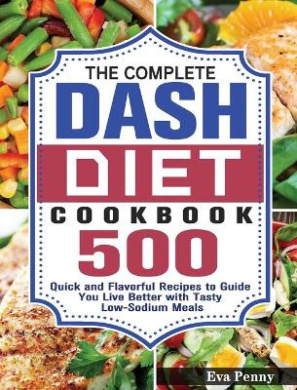 THE COMPLETE
DASH
DIET
COOKBOOK
500
Quick and Flavorful Recipes to Guide
You Live Better with Tasty
Low-Sodium Meals
Eva Penny